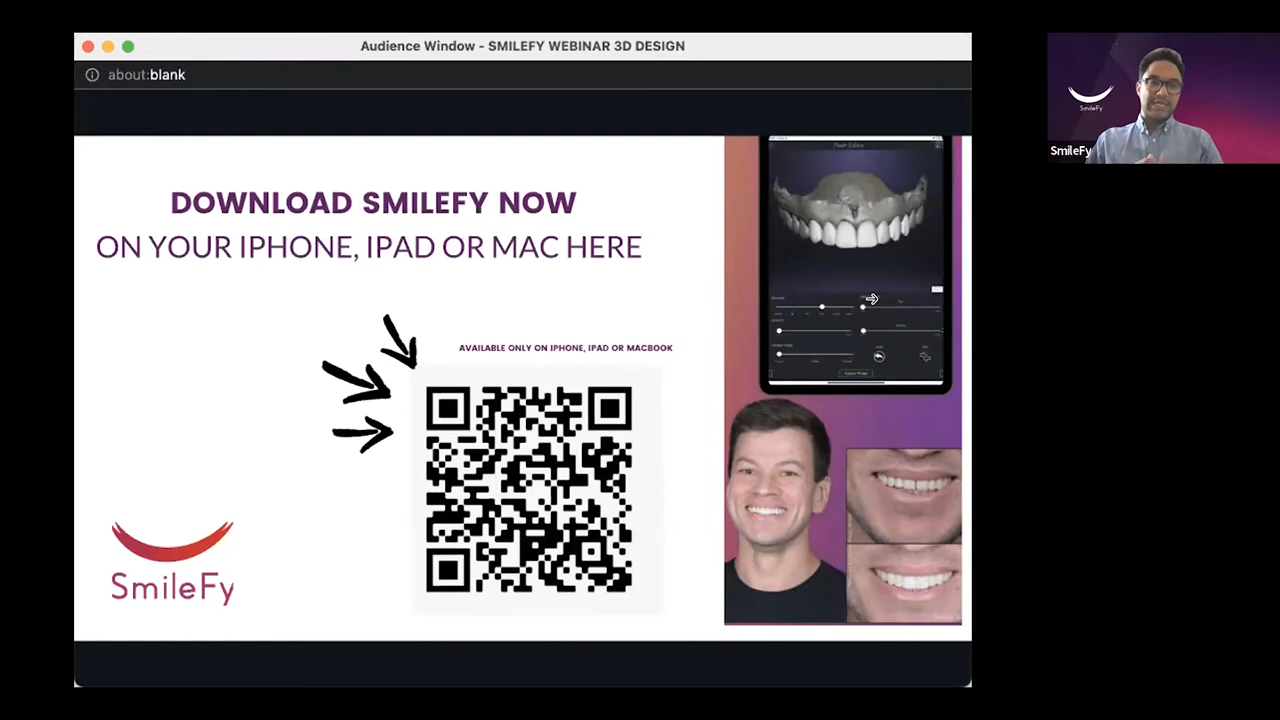 Audience Window - SMILEFY WEBINAR 3D DESIGN
about:blank
DOWNLOAD SMILEFY NOW
ON YOUR IPHONE, IPAD OR MAC HERE
AVAILABLE ONLY ON IPHONE, IPAD OR MACBOOK
SmileFy
SmileFy
SmileFy